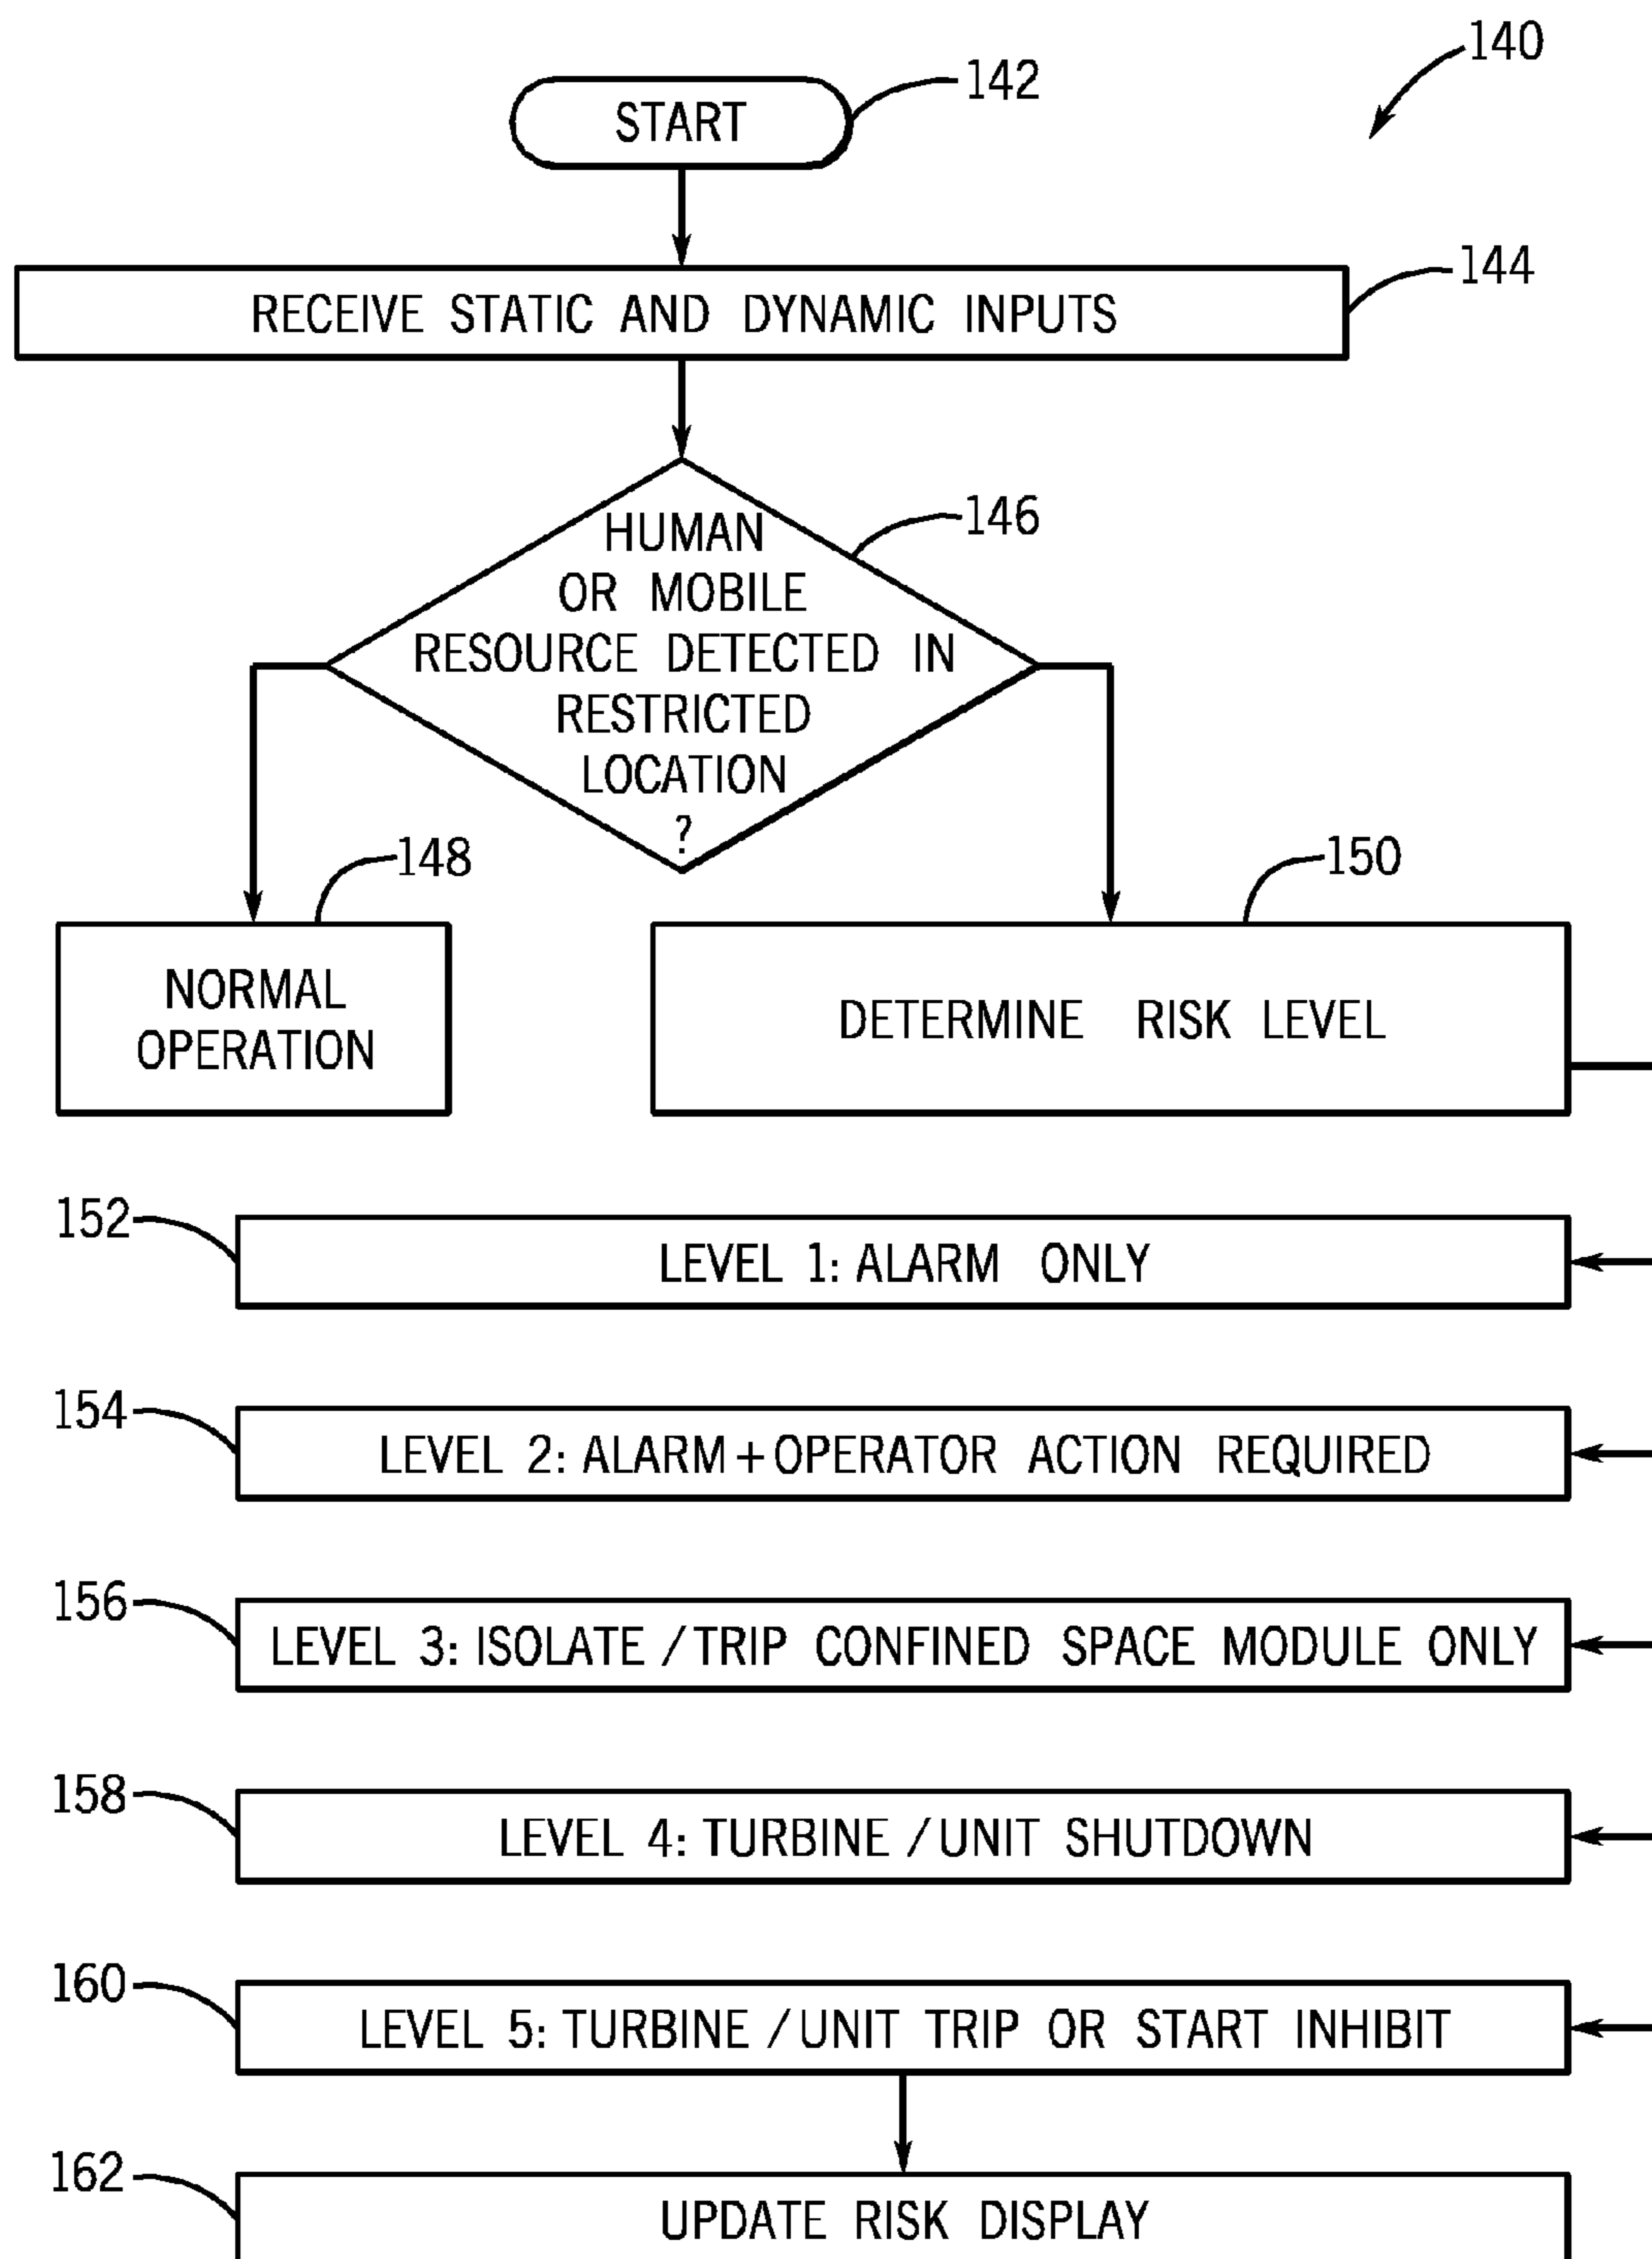 140
START
142
RECEIVE STATIC AND DYNAMIC INPUTS
144
HUMAN
OR MOBILE
RESOURCE DETECTED IN
RESTRICTED
LOCATION
?
146
148
150
NORMAL
OPERATION
DETERMINE RISK LEVEL
152
LEVEL 1: ALARM ONLY
154
LEVEL 2: ALARM+OPERATOR ACTION REQUIRED
156
LEVEL 3: ISOLATE/TRIP CONFINED SPACE MODULE ONLY
158
LEVEL 4: TURBINE/UNIT SHUTDOWN
160
LEVEL 5: TURBINE/UNIT TRIP OR START INHIBIT
162
UPDATE RISK DISPLAY